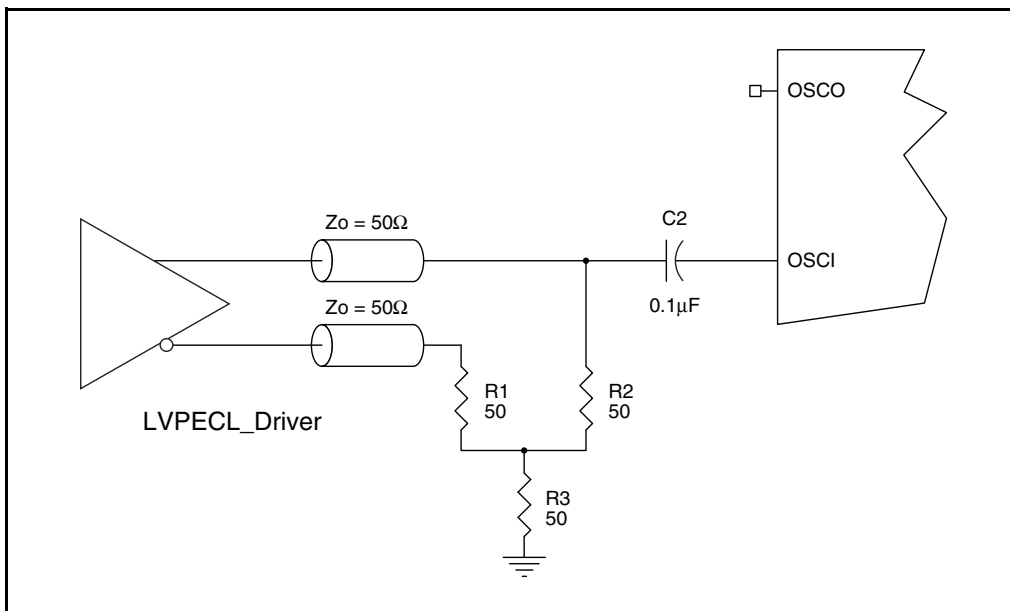 OSCO
Zo = 50Ω
C2
OSCI
0.1μF
Zo = 50Ω
R1
50
R2
50
LVPECL_Driver
R3
50